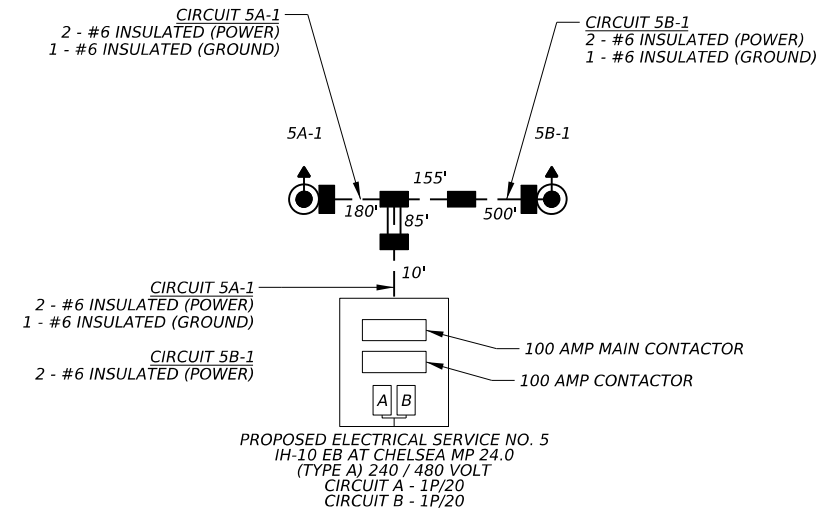 CIRCUIT 5A-1
2 - #6 INSULATED (POWER)
1 - #6 INSULATED (GROUND)
CIRCUIT 5B-1
2 - #6 INSULATED (POWER)
1 - #6 INSULATED (GROUND)
5A-1
5B-1
155'
180'
85'
500'
10'
CIRCUIT 5A-1
2 - #6 INSULATED (POWER)
1 - #6 INSULATED (GROUND)
CIRCUIT 5B-1
2 - #6 INSULATED (POWER)
100 AMP MAIN CONTACTOR
100 AMP CONTACTOR
A B
PROPOSED ELECTRICAL SERVICE NO. 5
IH-10 EB AT CHELSEA MP 24.0
(TYPE A) 240 / 480 VOLT
CIRCUIT A - 1P/20
CIRCUIT B - 1P/20